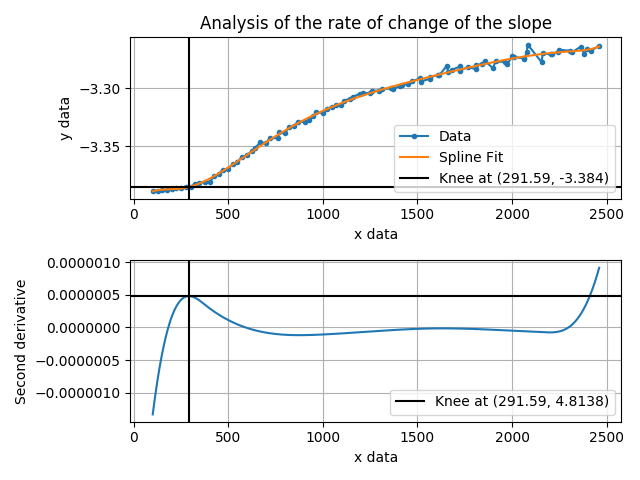 Analysis of the rate of change of the slope
−3.30
−3.35
y data
Data
Spline Fit
Knee at (291.59, -3.384)
0 500 1000 1500 2000 2500
x data
0.0000010
0.0000005
0.0000000
−0.0000005
−0.0000010
Second derivative
Knee at (291.59, 4.8138)
0 500 1000 1500 2000 2500
x data